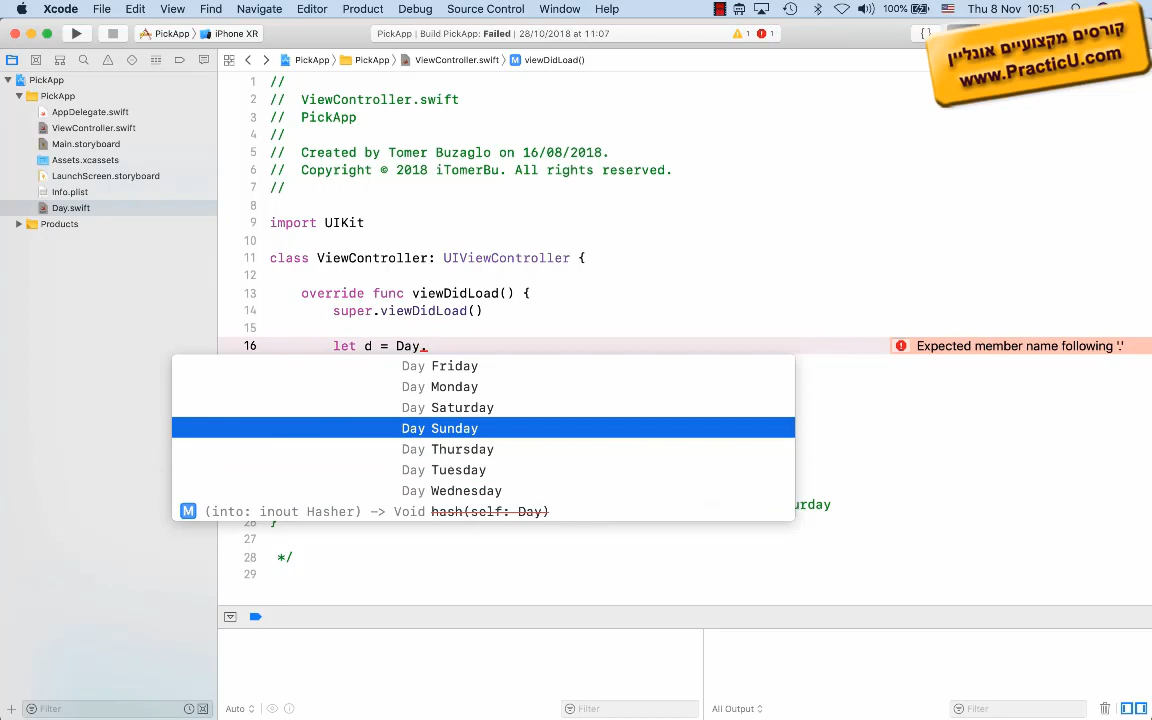 Xcode File Edit View Find Navigate Editor Product Debug Source Control Window Help 100% Thu 8 Nov 10:51
PickApp iPhone XR PickApp | Build PickApp: Failed | 28/10/2018 at 11:07 1 1 { }
קורסים מקצועיים אונליין
www.PracticU.com
PickApp PickApp ViewController.swift viewDidLoad()
PickApp
PickApp
AppDelegate.swift
ViewController.swift
Main.storyboard
Assets.xcassets
LaunchScreen.storyboard
Info.plist
Day.swift
Products
1 //
2 // ViewController.swift
3 // PickApp
4 //
5 // Created by Tomer Buzaglo on 16/08/2018.
6 // Copyright © 2018 iTomerBu. All rights reserved.
7 //
8
9 import UIKit
10
11 class ViewController: UIViewController {
12
13 override func viewDidLoad() {
14 super.viewDidLoad()
15
16 let d = Day. Expected member name following '.'
Day Friday
Day Monday
Day Saturday
Day Sunday
Day Thursday
Day Tuesday
Day Wednesday
urday
M (into: inout Hasher) -> Void hash(self: Day)
26 }
27
28 */
29
Filter Auto Filter All Output Filter